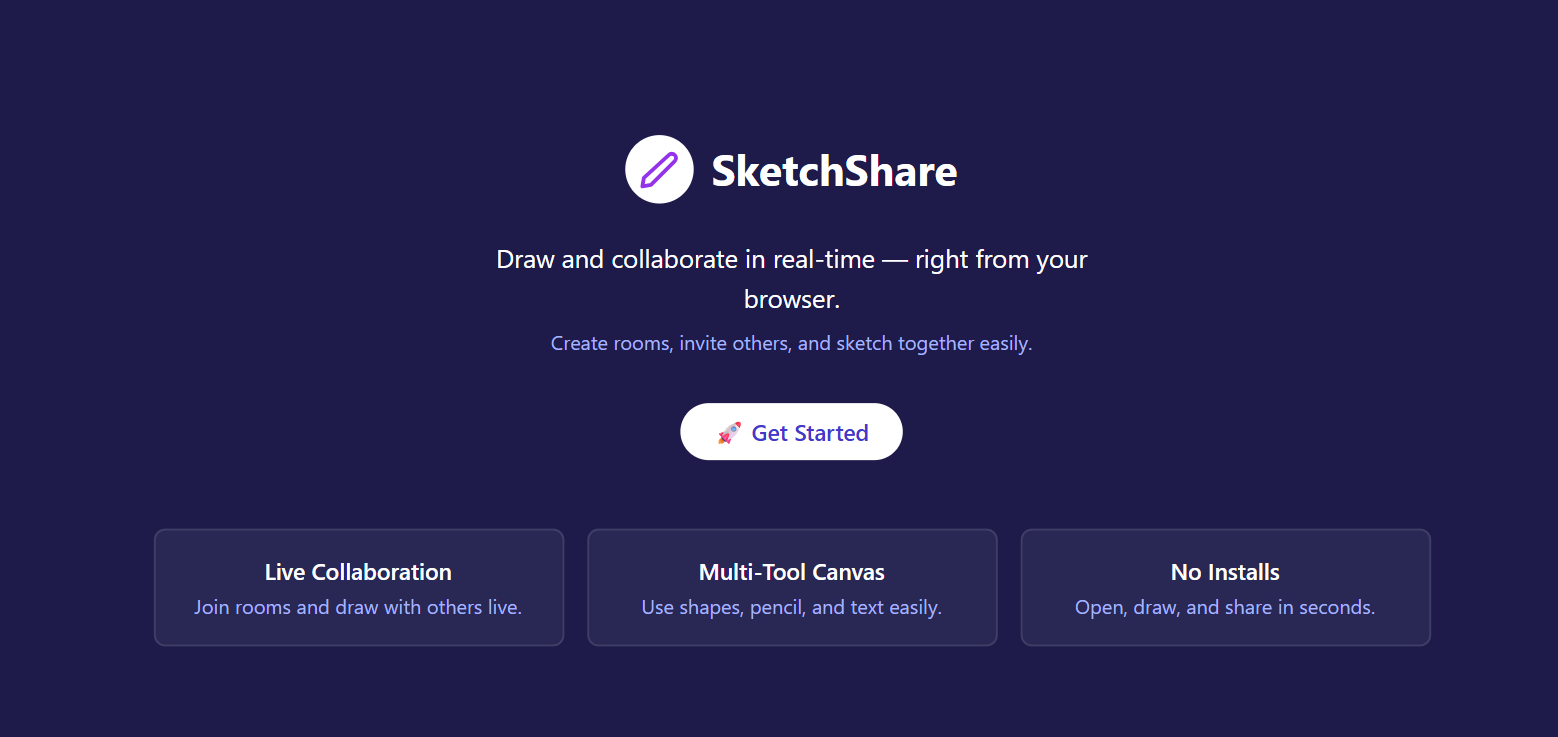 SketchShare
Draw and collaborate in real-time — right from your
browser.
Create rooms, invite others, and sketch together easily.
🚀 Get Started
Live Collaboration
Join rooms and draw with others live.
Multi-Tool Canvas
Use shapes, pencil, and text easily.
No Installs
Open, draw, and share in seconds.